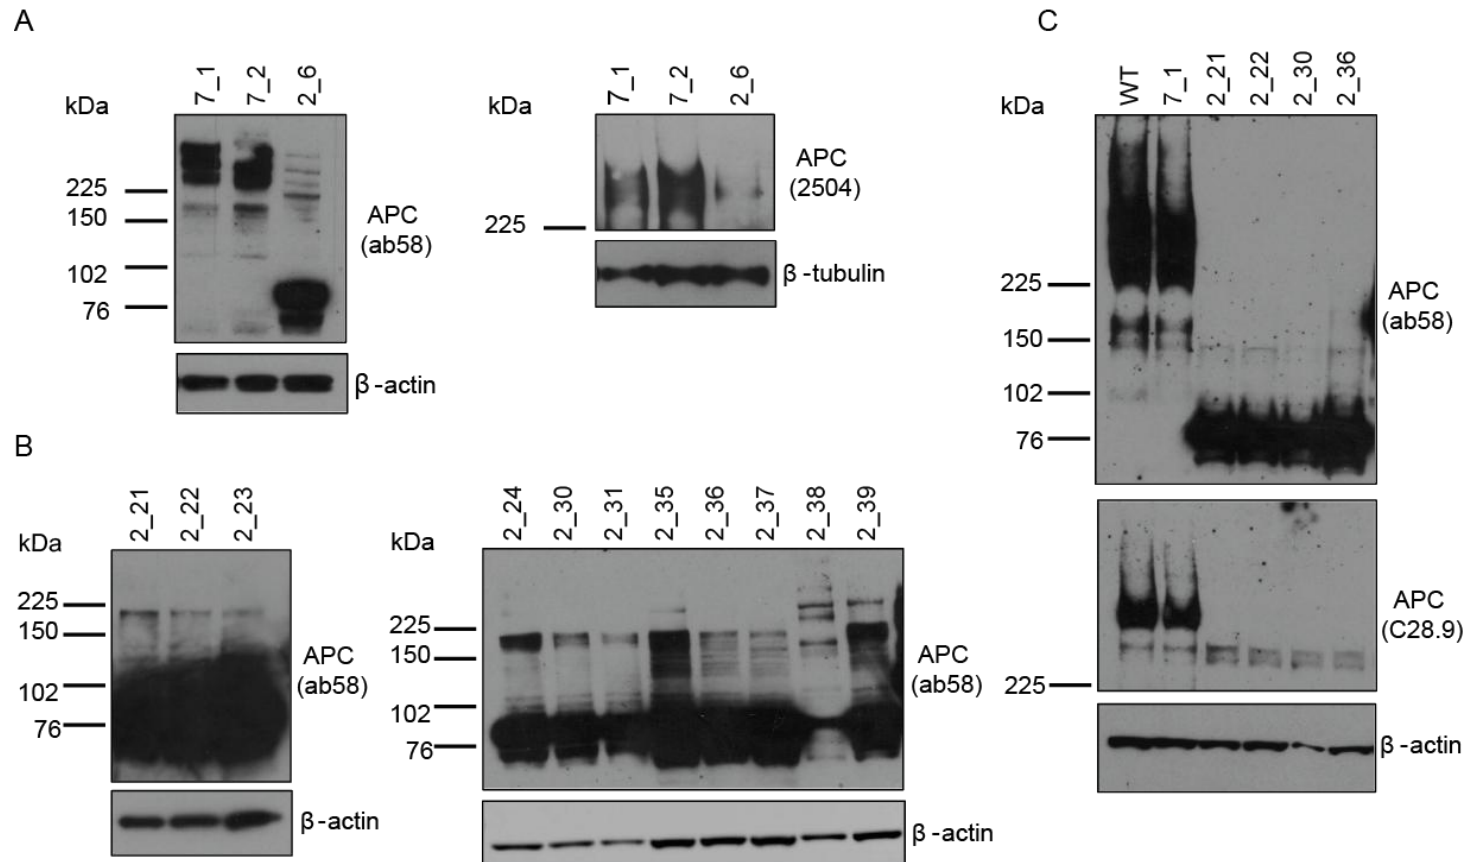 A
kDa
7_1
7_2
2_6
225
150
102
76
APC
(ab58)
β-actin
kDa
7_1
7_2
2_6
225
APC
(2504)
β-tubulin
B
kDa
2_21
2_22
2_23
225
150
102
76
APC
(ab58)
β-actin
kDa
2_24
2_30
2_31
2_35
2_36
2_37
2_38
2_39
225
150
102
76
APC
(ab58)
β-actin
C
WT
7_1
2_21
2_22
2_30
2_36
225
150
102
76
APC
(ab58)
APC
(C28.9)
225
β-actin